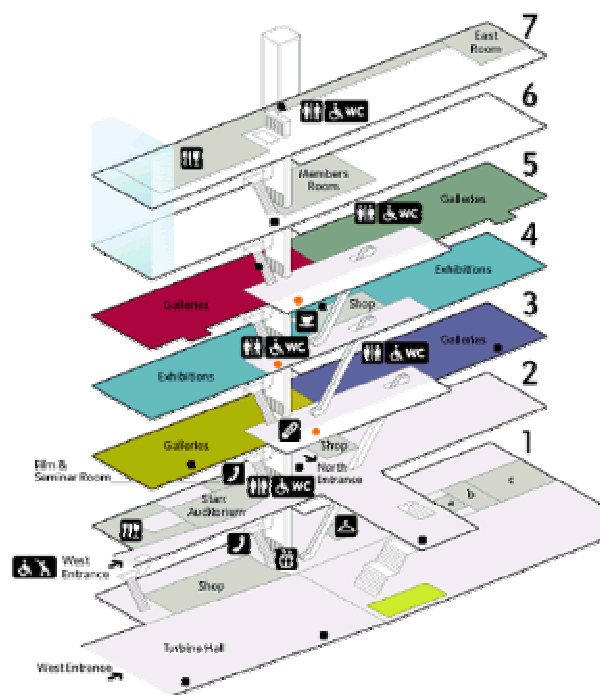 7
East
Room
WC
6
Members
Room
5
Galleries
WC
4
Exhibitions
Galleries
Shop
3
WC
Galleries
WC
Exhibitions
2
Galleries
Shop
1
Film &
Seminar Room
North
Entrance
c
b
a
WC
Starr
Auditorium
West
Entrance
Shop
Turbine Hall
West Entrance